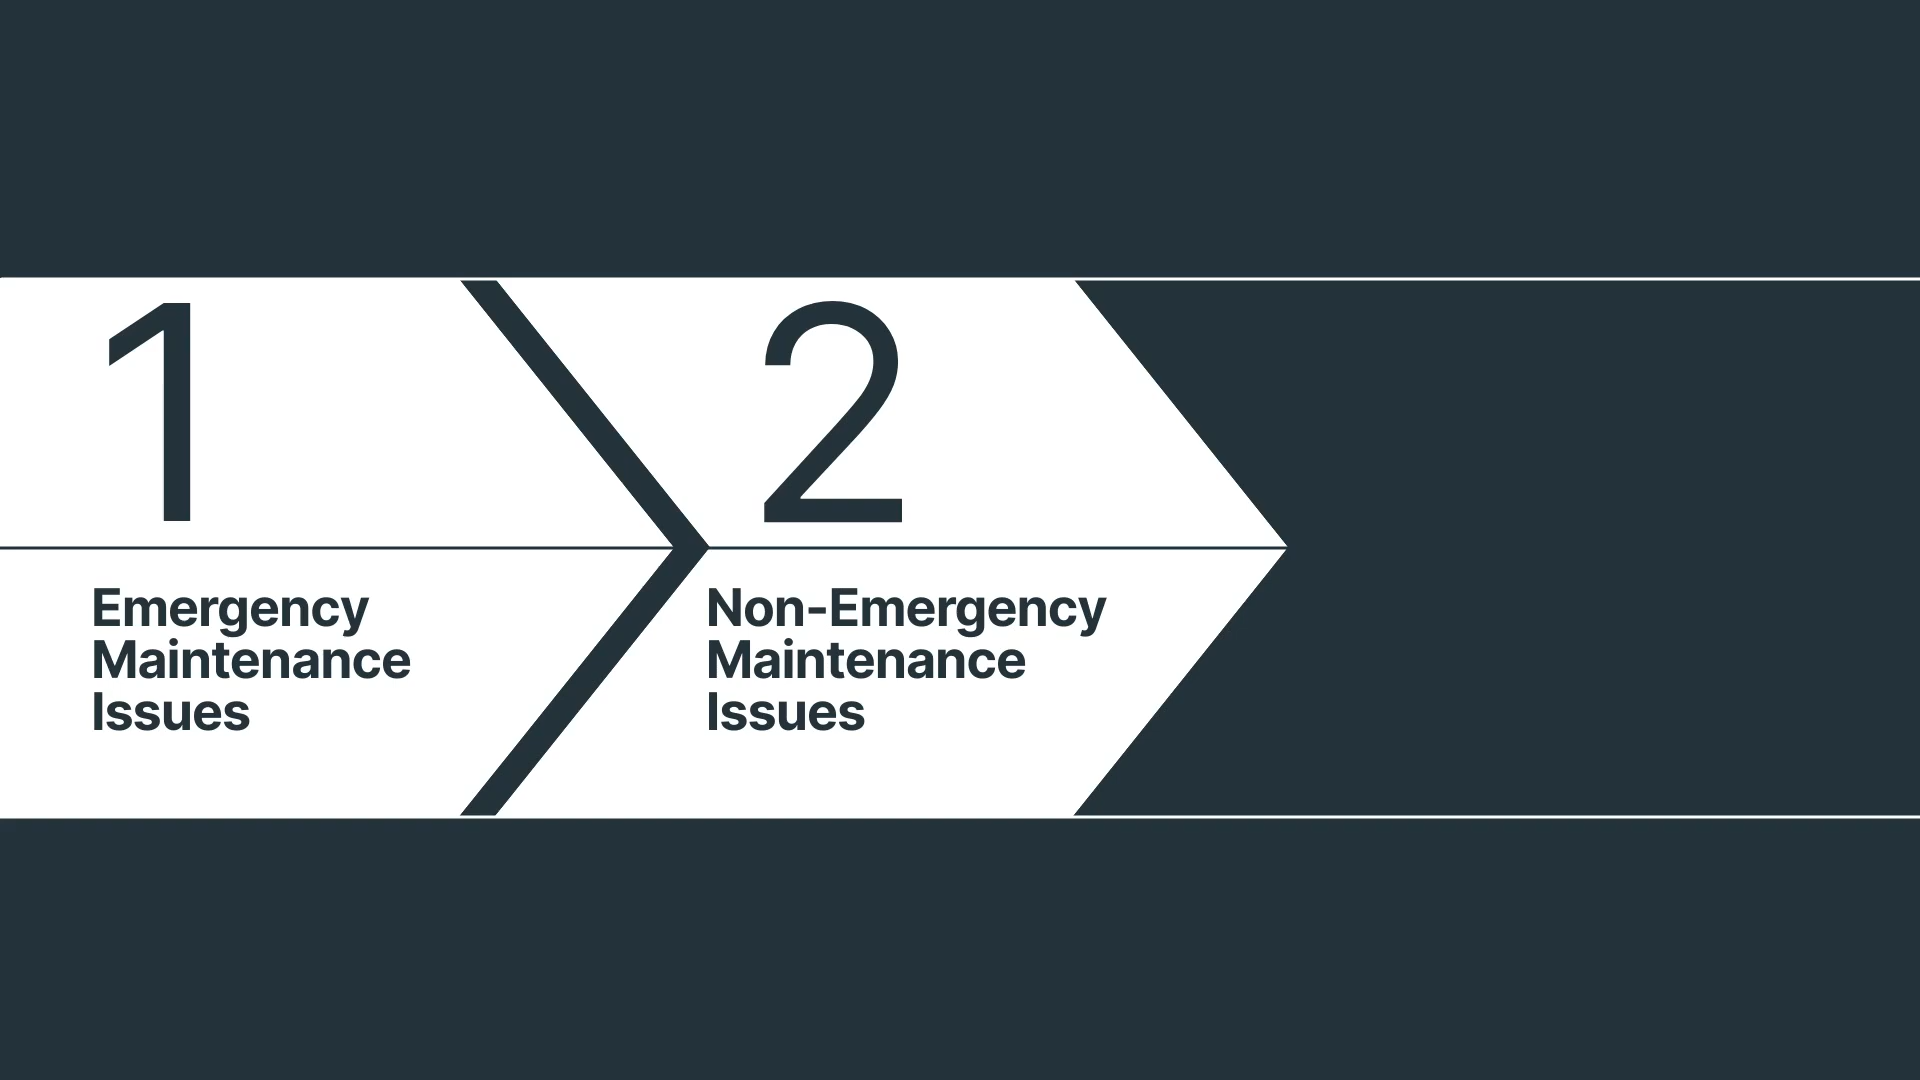 1
Emergency
Maintenance
Issues
2
Non-Emergency
Maintenance
Issues